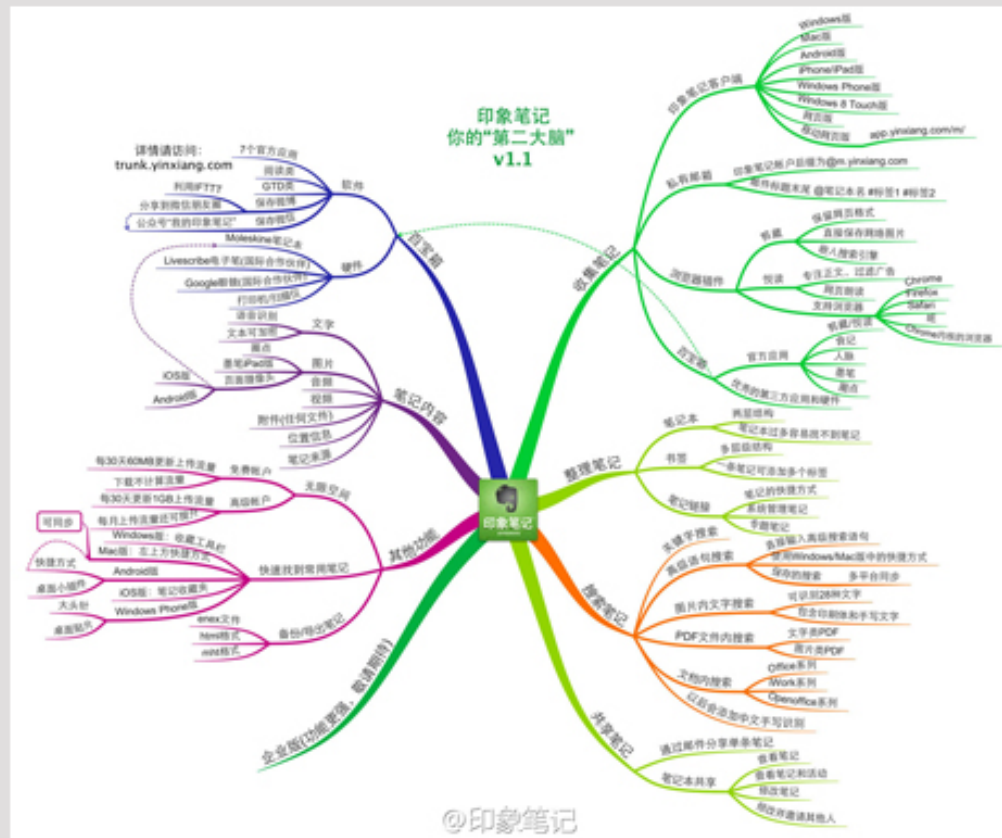 印象笔记
你的“第二大脑”
v1.1
印象笔记
收集笔记
印象笔记客户端
Windows版
Mac版
Android版
iPhone/iPad版
Windows Phone版
Windows 8 Touch版
网页版
移动网页版
app.yinxiang.com/m/
私有邮箱
印象笔记帐户后缀为@m.yinxiang.com
邮件标题末尾 @笔记本名 #标签1 #标签2
浏览器插件
剪藏
保留网页格式
直接保存网络图片
嵌入搜索引擎
悦读
专注正文，过滤广告
网页朗读
支持浏览器
Chrome
Firefox
Safari
Chrome内核的浏览器
百宝箱
官方应用
剪藏/悦读
食记
人脉
墨笔
圈点
优秀的第三方应用和硬件
整理笔记
笔记本
两层结构
笔记本过多容易找不到笔记
书签
多层级结构
一条笔记可添加多个标签
笔记链接
笔记的快捷方式
系统管理笔记
专题笔记
搜索笔记
关键字搜索
高级语句搜索
直接输入高级搜索语句
使用Windows/Mac版中的快捷方式
保存的搜索
多平台同步
图片内文字搜索
可识别28种文字
包含印刷体和手写文字
PDF文件内搜索
文字类PDF
图片类PDF
文档内搜索
Office系列
iWork系列
Openoffice系列
以后会添加中文手写识别
共享笔记
通过邮件分享单条笔记
笔记本共享
查看笔记
查看笔记和活动
修改笔记
修改并邀请其他人
百宝箱
软件
详情请访问：
trunk.yinxiang.com
7个官方应用
阅读类
GTD类
保存微博
利用IFTTT
分享到微信朋友圈
保存微信
公众号“我的印象笔记”
硬件
Moleskine笔记本
Livescribe电子笔(国际合作伙伴)
Google眼镜(国际合作伙伴)
打印机/扫描仪
笔记内容
文字
语音识别
文本可加密
图片
圈点
墨笔iPad版
页面摄像头
iOS版
Android版
音频
视频
附件(任何文件)
位置信息
笔记来源
其他功能
无限空间
免费帐户
每30天60MB更新上传流量
下载不计算流量
高级帐户
每30天更新1GB上传流量
每月上传流量还可提升
快速找到常用笔记
可同步
Windows版：收藏工具栏
Mac版：左上方快捷方式
快捷方式
Android版
桌面小插件
iOS版：笔记收藏夹
Windows Phone版
大头针
桌面贴片
备份/导出笔记
enex文件
html格式
mht格式
企业版(功能更强，敬请期待)
@印象笔记